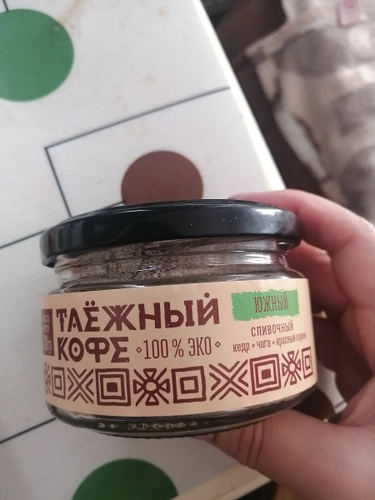 ТАЁЖНЫЙ
КОФЕ
100 % ЭКО
ЮЖНЫЙ
СЛИВОЧНЫЙ
кедр + чага + красный корень